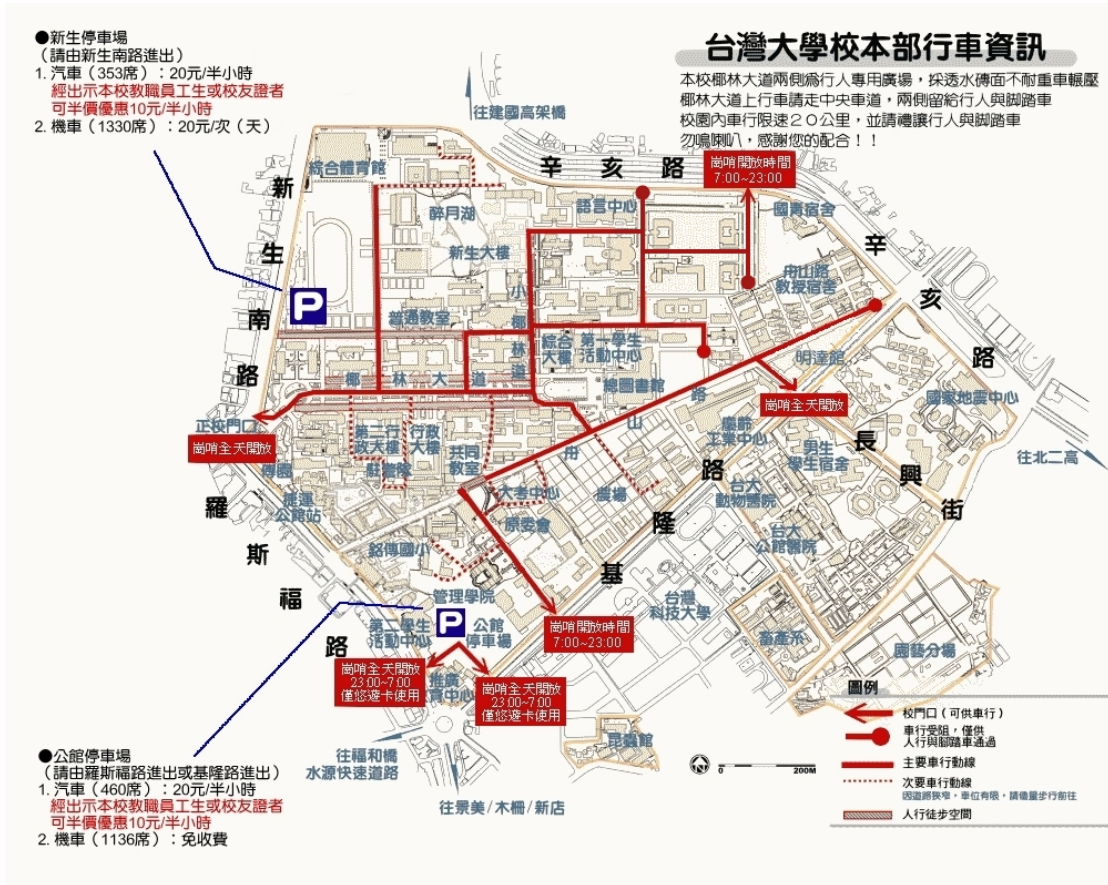 ●新生停車場
（請由新生南路進出）
1. 汽車（353席）：20元/半小時
經出示本校教職員工生或校友證者
可半價優惠10元/半小時
2. 機車（1330席）：20元/次（天）
台灣大學校本部行車資訊
本校椰林大道兩側為行人專用廣場，採透水磚面不耐重車輾壓
椰林大道上行車請走中央車道，兩側留給行人與腳踏車
校園內車行限速２０公里，並請禮讓行人與腳踏車
勿鳴喇叭，感謝您的配合！！
往建國高架橋
辛亥路
崗哨開放時間
7:00~23:00
綜合體育館
語言中心
國青宿舍
新生南路
醉月湖
辛亥路
新生大樓
舟山路
教授宿舍
P
小椰林道
普通教室
綜合
大樓
第一學生
活動中心
明達館
椰林大道
總圖書館
國家地震中心
崗哨全天開放
正校門口
崗哨全天開放
第二行
政大樓
行政
大樓
共同
教室
舟山路
慶齡
工業中心
男生
學生宿舍
長興街
往北二高
傅園
駐警隊
捷運
公館站
大考中心
農場
台大
動物醫院
羅斯福路
原委會
基隆路
台大
公館醫院
銘傳國小
管理學院
台灣
科技大學
P
公館
停車場
第二學生
活動中心
崗哨開放時間
7:00~23:00
畜產系
園藝分場
崗哨全天開放
23:00~7:00
僅悠遊卡使用
推廣
教育中心
崗哨全天開放
23:00~7:00
僅悠遊卡使用
昆蟲館
往福和橋
水源快速道路
往景美/木柵/新店
0
200M
●公館停車場
（請由羅斯福路進出或基隆路進出）
1. 汽車（460席）：20元/半小時
經出示本校教職員工生或校友證者
可半價優惠10元/半小時
2. 機車（1136席）：免收費
圖例
校門口（可供車行）
車行受阻，僅供
人行與腳踏車通過
主要車行動線
次要車行動線
因道路狹窄，車位有限，請儘量步行前往
人行徒步空間